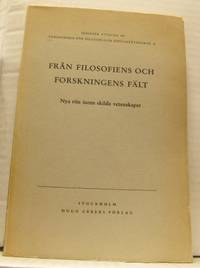 FRÅN FILOSOFIENS OCH
FORSKNINGENS FÄLT
Nya rön inom skilda vetenskaper
STOCKHOLM
HUGO GEBERS FÖRLAG